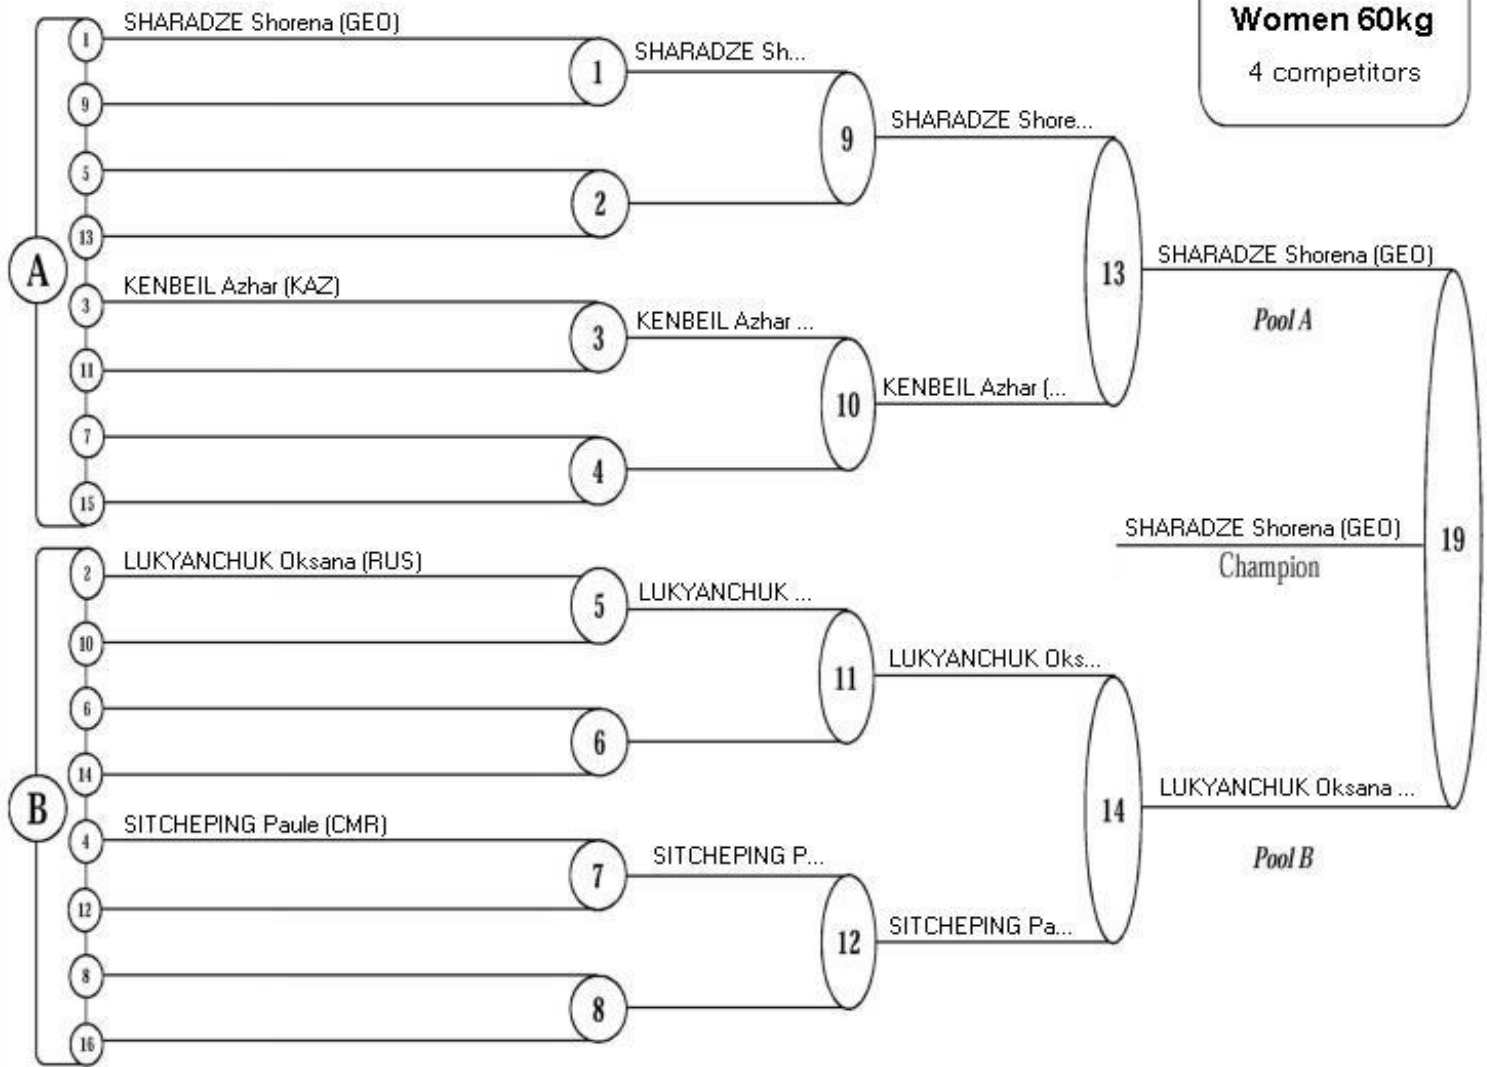 Women 60kg
4 competitors
A
1
SHARADZE Shorena (GEO)
9
5
13
3
KENBEIL Azhar (KAZ)
11
7
15
1
2
3
4
SHARADZE Sh...
KENBEIL Azhar ...
9
10
SHARADZE Shore...
KENBEIL Azhar (...
13
SHARADZE Shorena (GEO)
Pool A
B
2
LUKYANCHUK Oksana (RUS)
10
6
14
4
SITCHEPING Paule (CMR)
12
8
16
5
6
7
8
LUKYANCHUK ...
SITCHEPING P...
11
12
LUKYANCHUK Oks...
SITCHEPING Pa...
14
LUKYANCHUK Oksana ...
Pool B
19
SHARADZE Shorena (GEO)
Champion